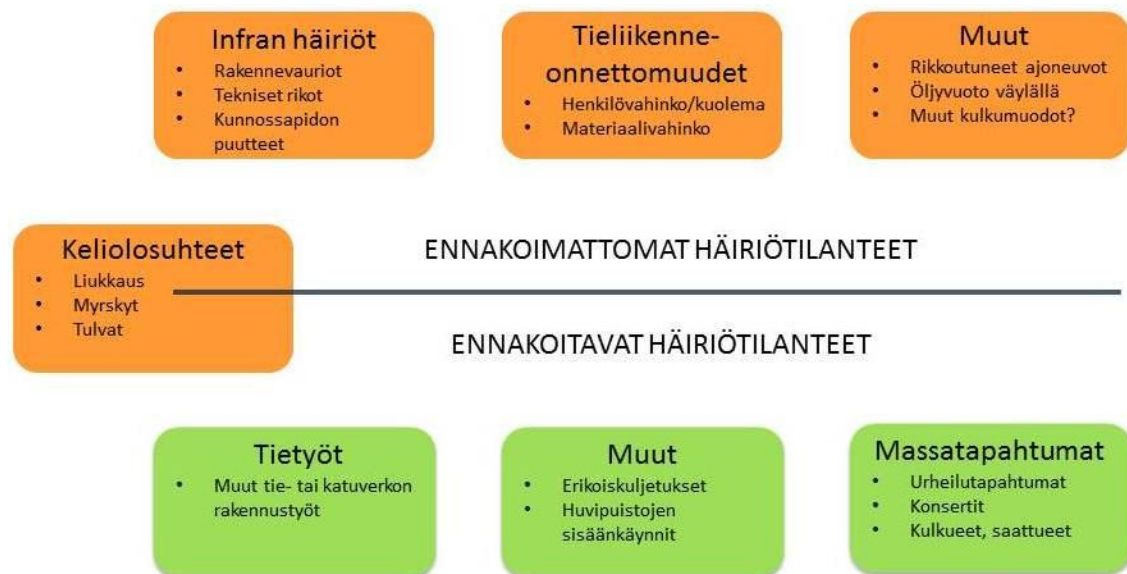 Infran häiriöt
• Rakennevauriot
• Tekniset rikot
• Kunnossapidon
puutteet
Tieliikenne-
onnettomuudet
• Henkilövahinko/kuolema
• Materiaalivahinko
Muut
• Rikkoutuneet ajoneuvot
• Öljyvuoto väylällä
• Muut kulkumuodot?
Keliolosuhteet
• Liukkaus
• Myrskyt
• Tulvat
ENNAKOIMATTOMAT HÄIRIÖTILANTEET
ENNAKOITAVAT HÄIRIÖTILANTEET
Tietyöt
• Muut tie- tai katuverkon
rakennustyöt
Muut
• Erikoiskuljetukset
• Huvipuistojen
sisäänkäynnit
Massatapahtumat
• Urheilutapahtumat
• Konsertit
• Kulkueet, saattueet